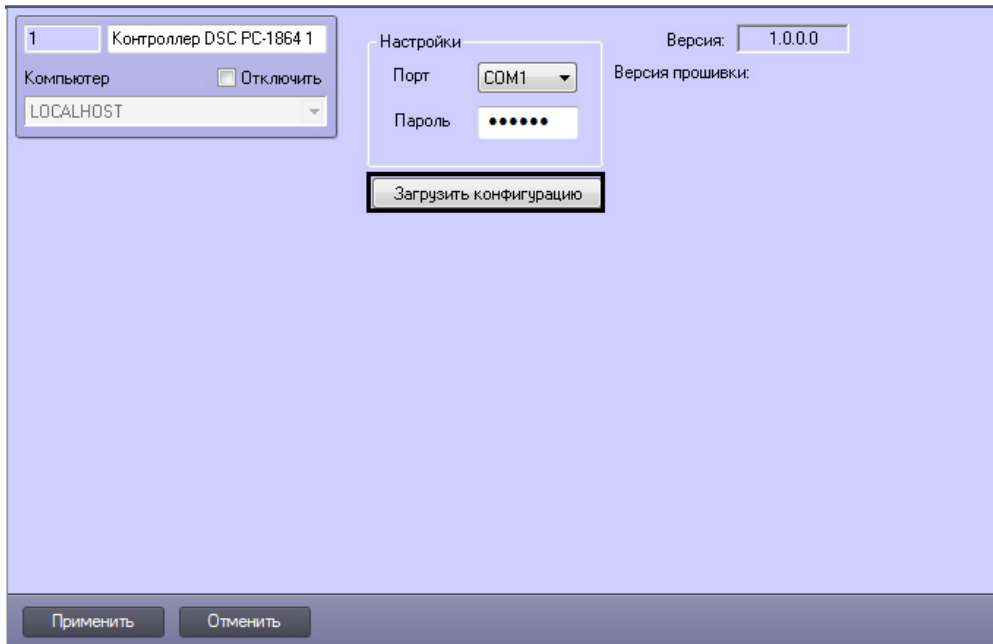 1
Контроллер DSC PC-1864 1
Компьютер
Отключить
LOCALHOST
Настройки
Порт
COM1
Пароль
••••••
Загрузить конфигурацию
Версия:
1.0.0.0
Версия прошивки:
Применить
Отменить